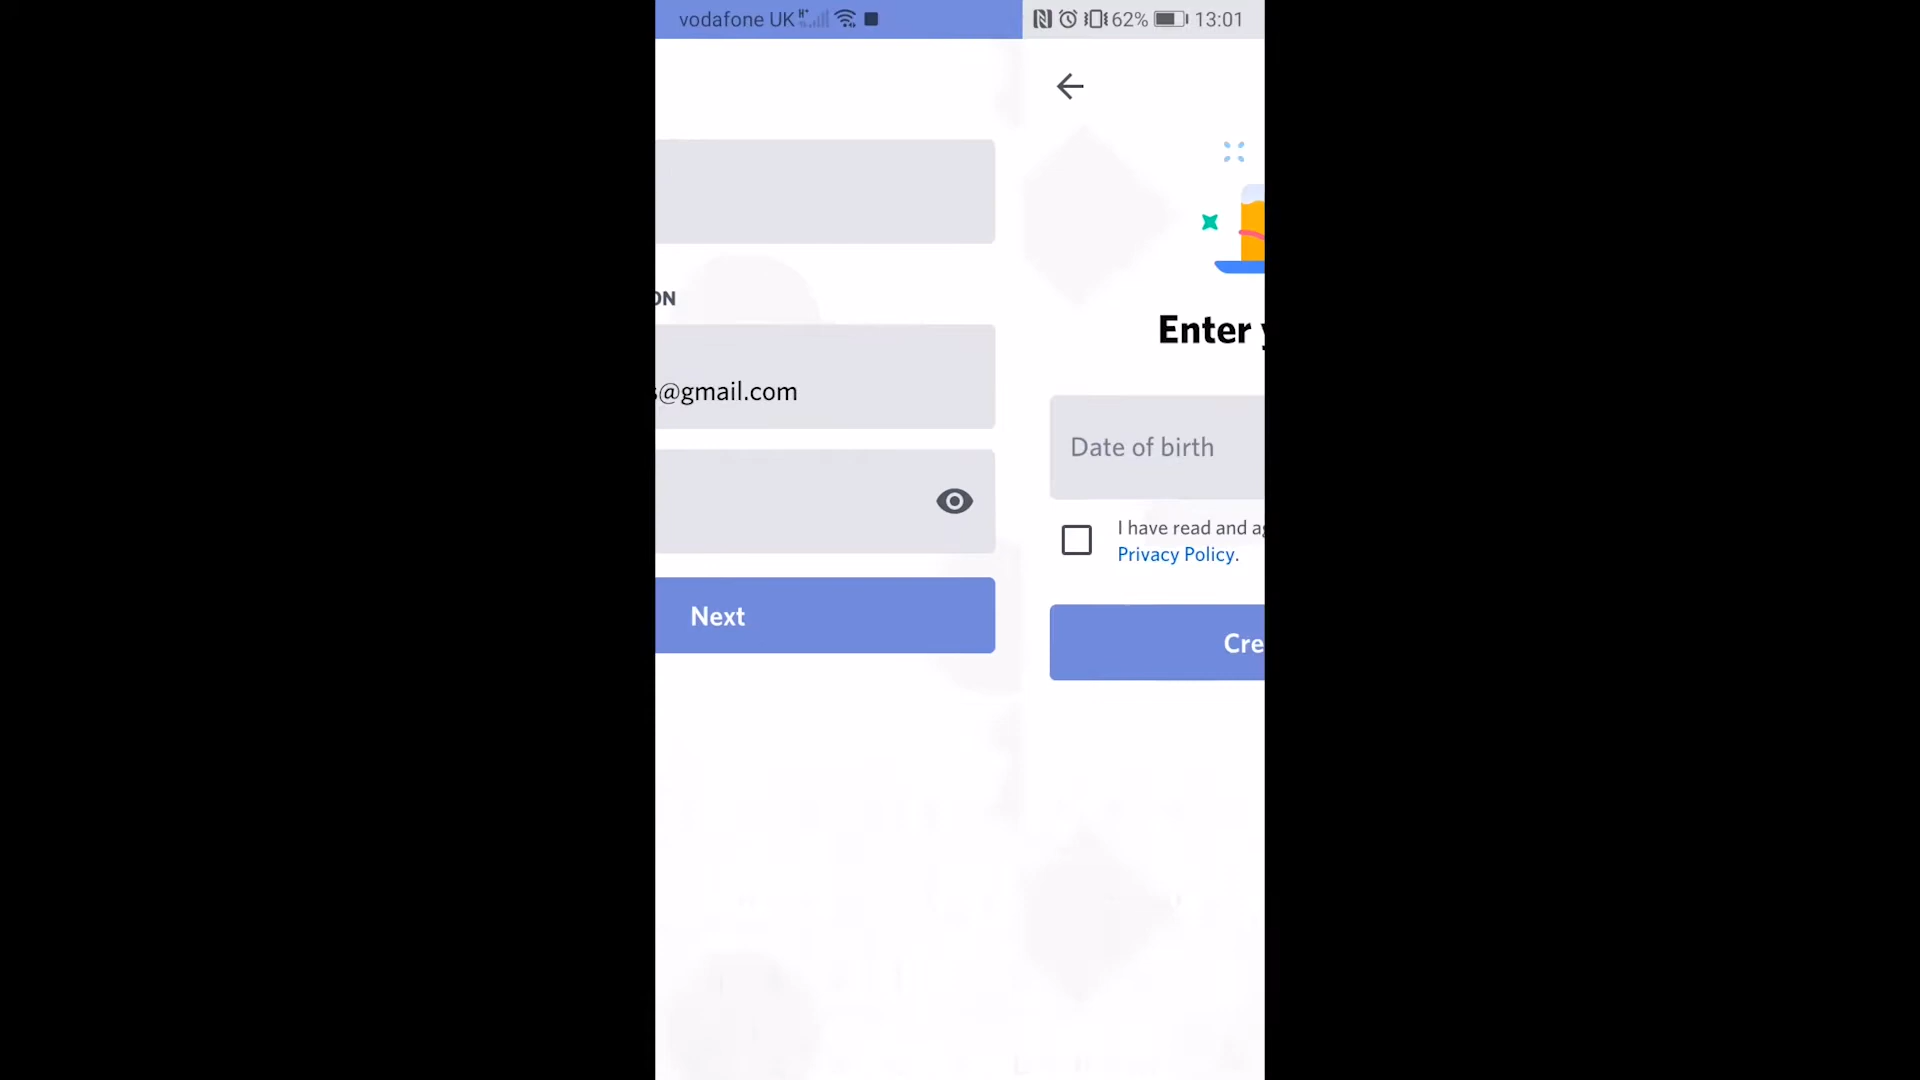 vodafone UK
62% 13:01
ON
@gmail.com
Next
Enter
Date of birth
I have read and
Privacy Policy.
Cre